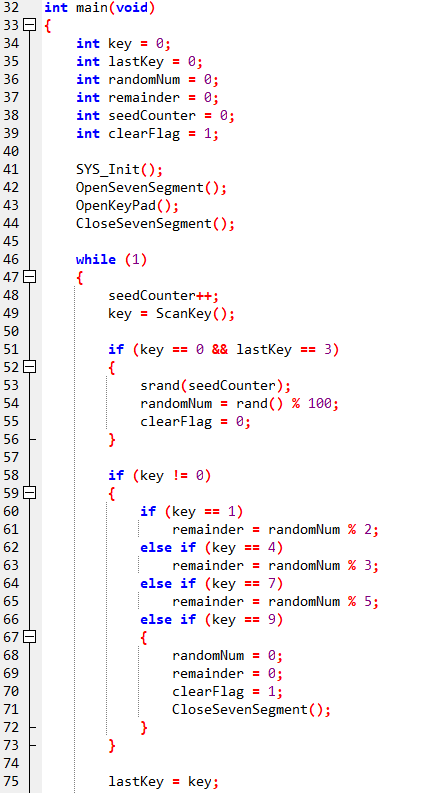 32 int main(void)
33 {
34     int key = 0;
35     int lastKey = 0;
36     int randomNum = 0;
37     int remainder = 0;
38     int seedCounter = 0;
39     int clearFlag = 1;
40
41     SYS_Init();
42     OpenSevenSegment();
43     OpenKeyPad();
44     CloseSevenSegment();
45
46     while (1)
47     {
48         seedCounter++;
49         key = ScanKey();
50
51         if (key == 0 && lastKey == 3)
52         {
53             srand(seedCounter);
54             randomNum = rand() % 100;
55             clearFlag = 0;
56         }
57
58         if (key != 0)
59         {
60             if (key == 1)
61                 remainder = randomNum % 2;
62             else if (key == 4)
63                 remainder = randomNum % 3;
64             else if (key == 7)
65                 remainder = randomNum % 5;
66             else if (key == 9)
67             {
68                 randomNum = 0;
69                 remainder = 0;
70                 clearFlag = 1;
71                 CloseSevenSegment();
72             }
73         }
74
75         lastKey = key;